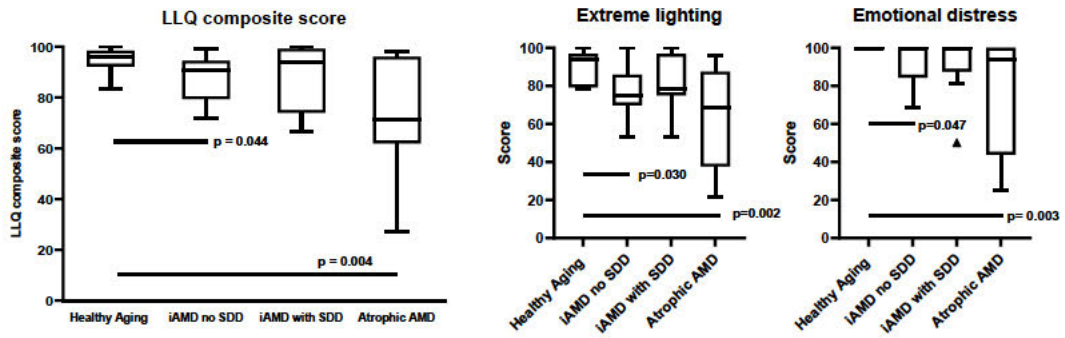 LLQ composite score
LLQ composite score
100
80
60
40
20
0
p = 0.044
p = 0.004
Healthy Aging
iAMD no SDD
iAMD with SDD
Atrophic AMD
Extreme lighting
Score
100
80
60
40
20
0
p=0.030
p=0.002
Healthy Aging
iAMD no SDD
iAMD with SDD
Atrophic AMD
Emotional distress
Score
100
80
60
40
20
0
p=0.047
p= 0.003
Healthy Aging
iAMD no SDD
iAMD with SDD
Atrophic AMD